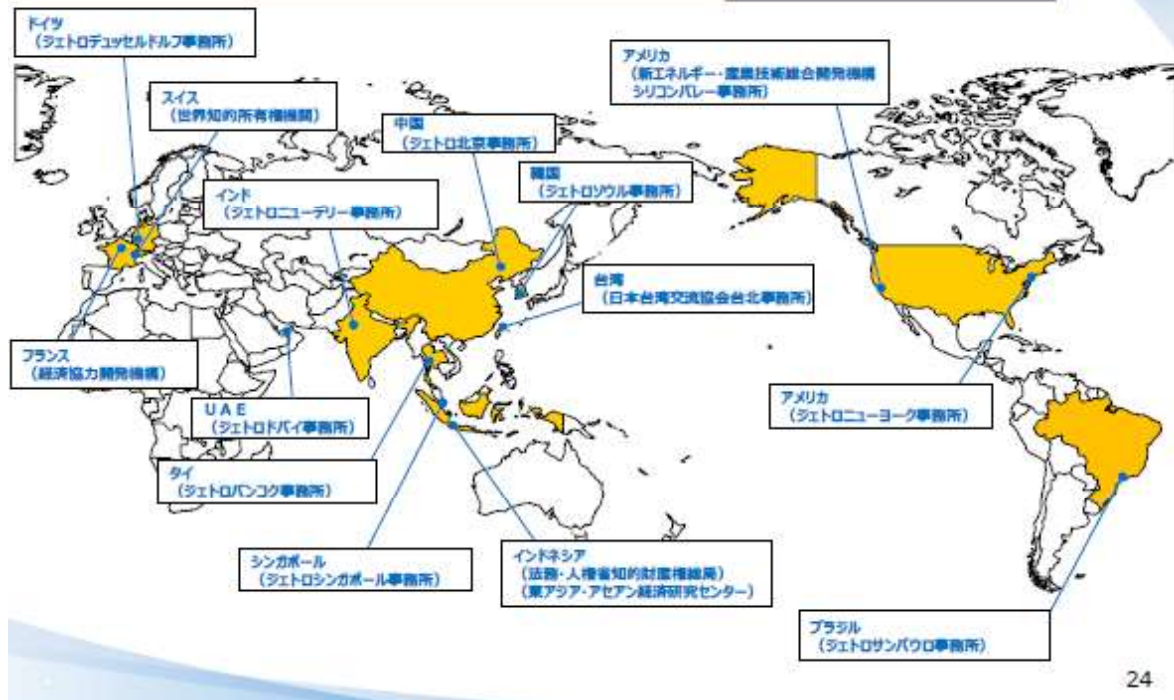 ドイツ
（ジェトロデュッセルドルフ事務所）
スイス
（世界知的所有権機関）
中国
（ジェトロ北京事務所）
アメリカ
（新エネルギー・産業技術総合開発機構
シリコンバレー事務所）
韓国
（ジェトロソウル事務所）
インド
（ジェトロニューデリー事務所）
台湾
（日本台湾交流協会台北事務所）
フランス
（経済協力開発機構）
UAE
（ジェトロドバイ事務所）
アメリカ
（ジェトロニューヨーク事務所）
タイ
（ジェトロバンコク事務所）
シンガポール
（ジェトロシンガポール事務所）
インドネシア
（法務・人権省知的財産権総局）
（東アジア・アセアン経済研究センター）
ブラジル
（ジェトロサンパウロ事務所）
24